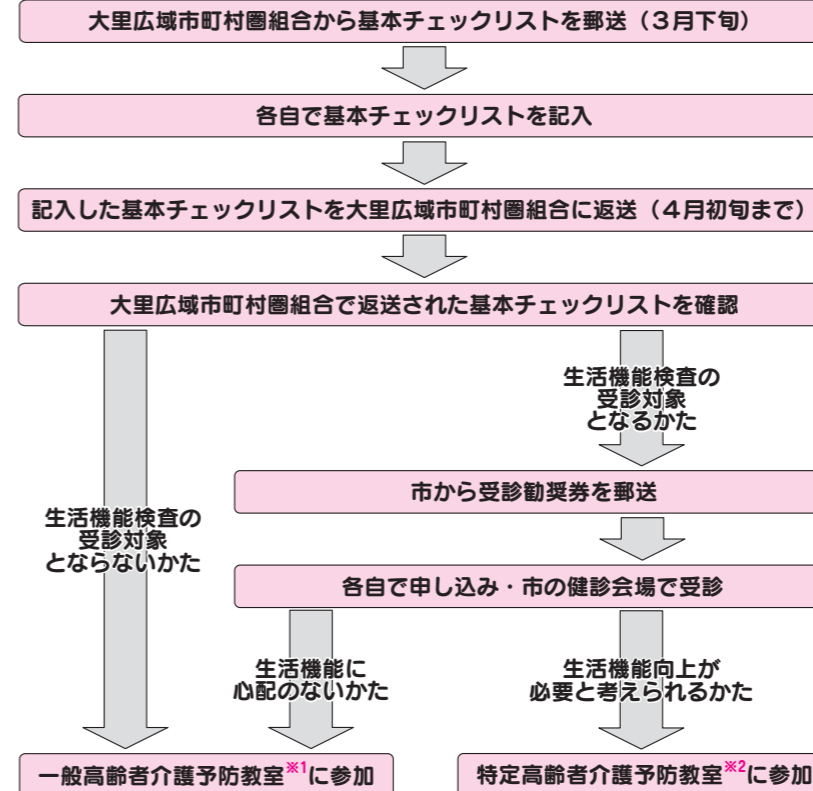 大里広域市町村圏組合から基本チェックリストを郵送（３月下旬）
各自で基本チェックリストを記入
記入した基本チェックリストを大里広域市町村圏組合に返送（４月初旬まで）
大里広域市町村圏組合で返送された基本チェックリストを確認
生活機能検査の
受診対象
となるかた
市から受診勧奨券を郵送
生活機能検査の
受診対象
とならないかた
各自で申し込み・市の健診会場で受診
生活機能に
心配のないかた
生活機能向上が
必要と考えられるかた
一般高齢者介護予防教室※1に参加
特定高齢者介護予防教室※2に参加